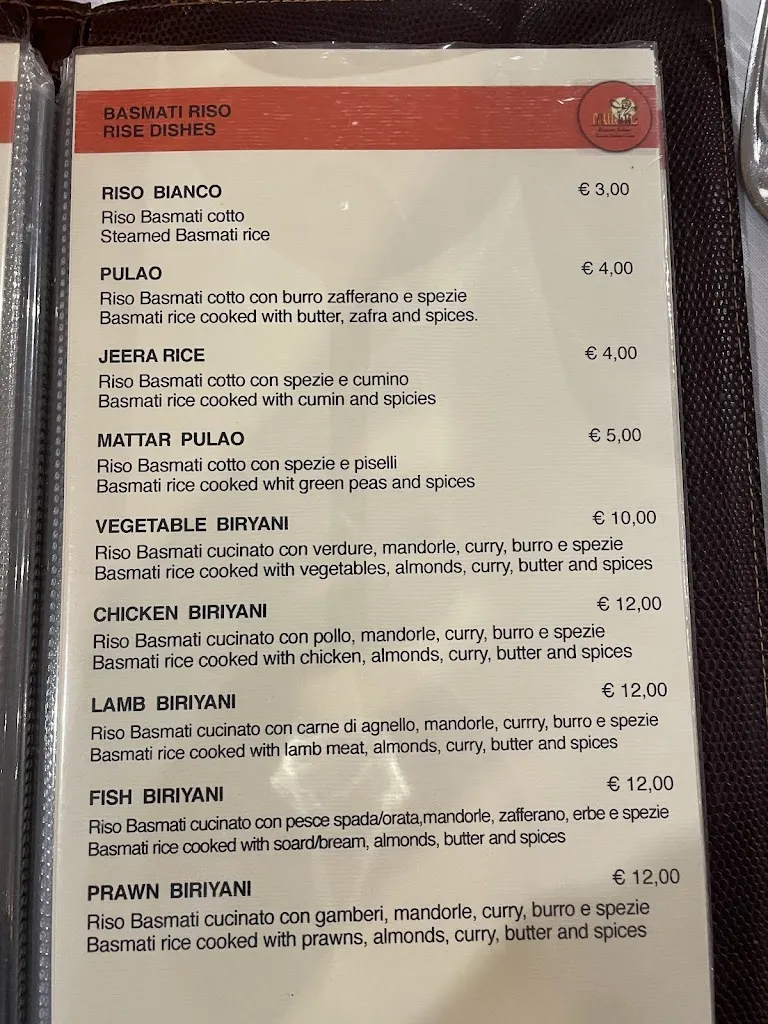 BASMATI RISO
RISE DISHES
RISO BIANCO € 3,00
Riso Basmati cotto
Steamed Basmati rice
PULAO € 4,00
Riso Basmati cotto con burro zafferano e spezie
Basmati rice cooked with butter, zafra and spices.
JEERA RICE € 4,00
Riso Basmati cotto con spezie e cumino
Basmati rice cooked with cumin and spicies
MATTAR PULAO € 5,00
Riso Basmati cotto con spezie e piselli
Basmati rice cooked whit green peas and spices
VEGETABLE BIRYANI € 10,00
Riso Basmati cucinato con verdure, mandorle, curry, burro e spezie
Basmati rice cooked with vegetables, almonds, curry, butter and spices
CHICKEN BIRIYANI € 12,00
Riso Basmati cucinato con pollo, mandorle, curry, burro e spezie
Basmati rice cooked with chicken, almonds, curry, butter and spices
LAMB BIRIYANI € 12,00
Riso Basmati cucinato con carne di agnello, mandorle, currry, burro e spezie
Basmati rice cooked with lamb meat, almonds, curry, butter and spices
FISH BIRIYANI € 12,00
Riso Basmati cucinato con pesce spada/orata,mandorle, zafferano, erbe e spezie
Basmati rice cooked with soard/bream, almonds, butter and spices
PRAWN BIRIYANI € 12,00
Riso Basmati cucinato con gamberi, mandorle, curry, burro e spezie
Basmati rice cooked with prawns, almonds, curry, butter and spices